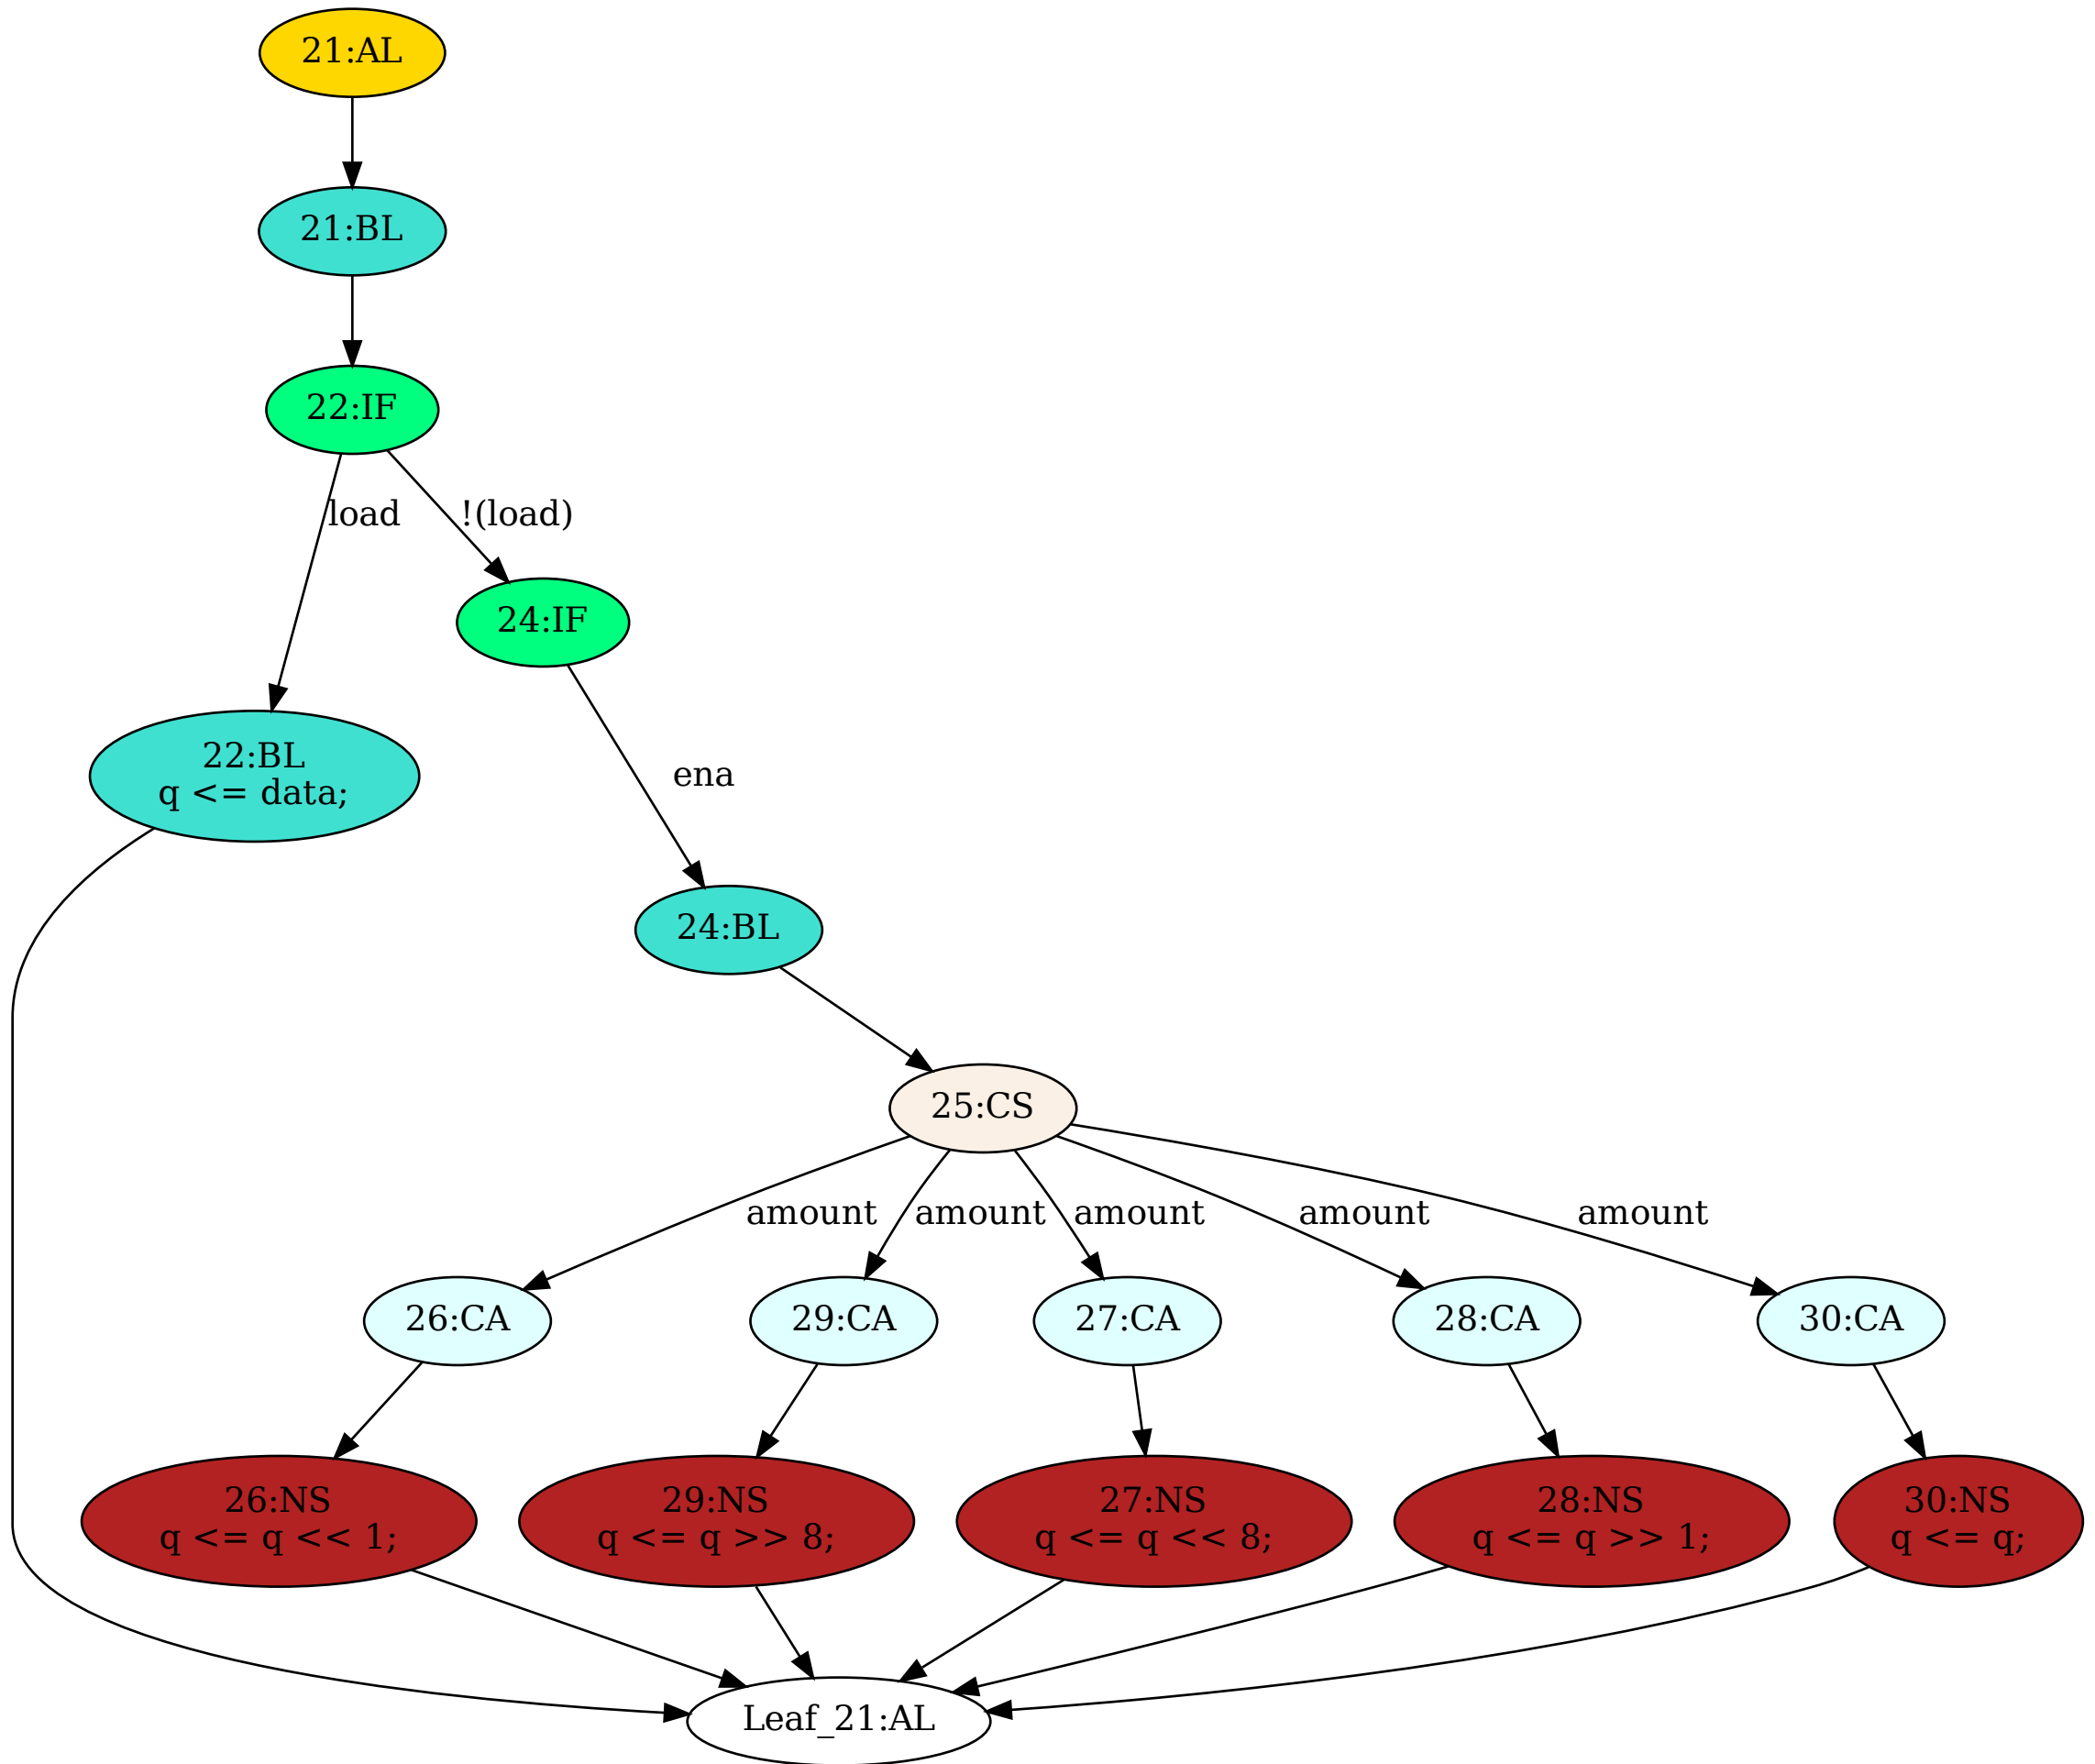 21:AL
21:BL
22:IF
load
!(load)
24:IF
22:BL
q <= data;
ena
24:BL
25:CS
amount
amount
amount
amount
amount
26:CA
29:CA
27:CA
28:CA
30:CA
26:NS
q <= q << 1;
29:NS
q <= q >> 8;
27:NS
q <= q << 8;
28:NS
q <= q >> 1;
30:NS
q <= q;
Leaf_21:AL